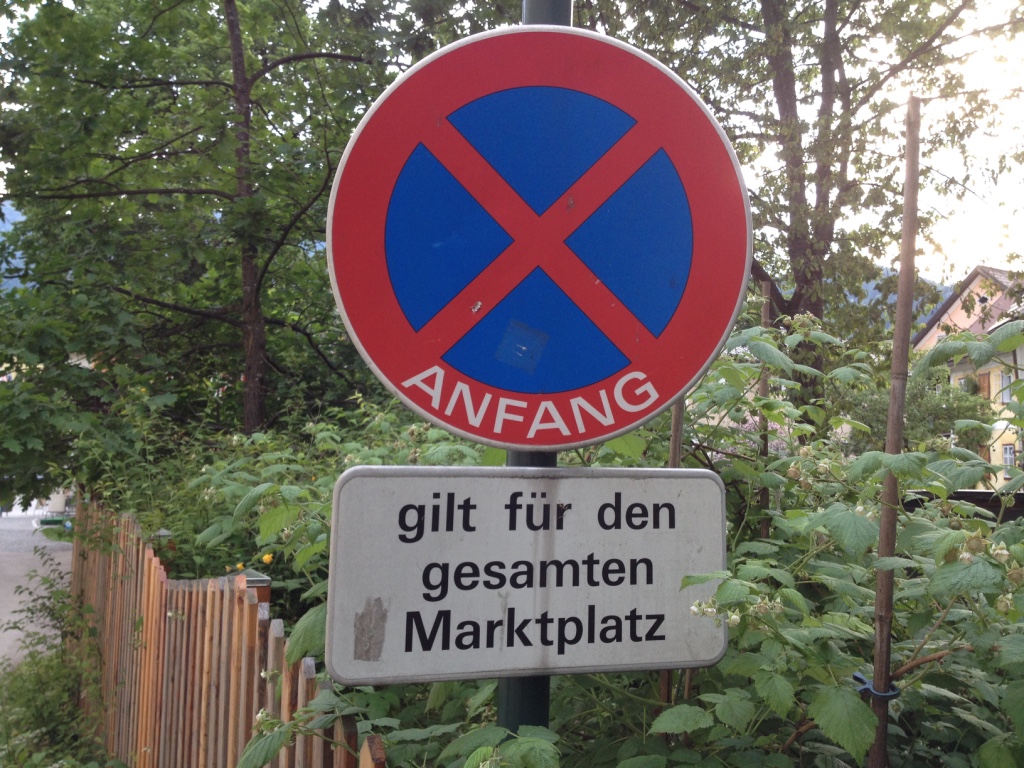 ANFANG
gilt für den
gesamten
Marktplatz